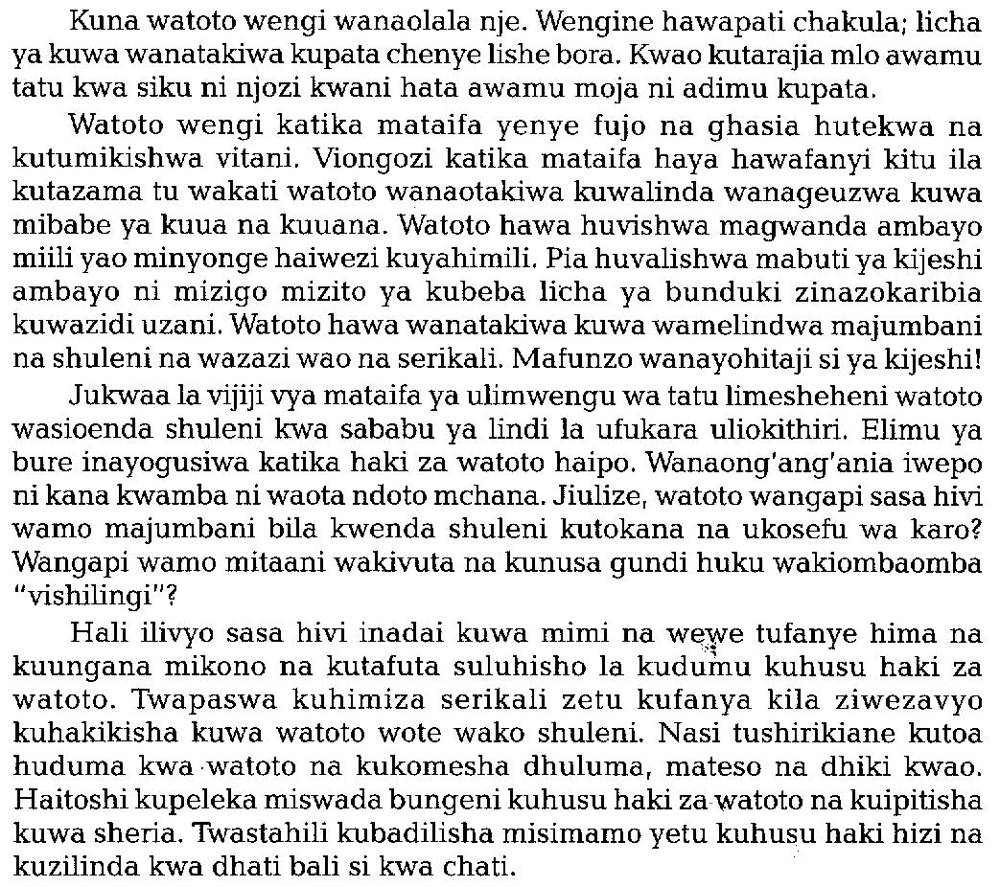 Kuna watoto wengi wanaolala nje. Wengine hawapati chakula; licha
ya kuwa wanatakiwa kupata chenye lishe bora. Kwao kutarajia mlo awamu
tatu kwa siku ni njozi kwani hata awamu moja ni adimu kupata.
Watoto wengi katika mataifa yenye fujo na ghasia hutekwa na
kutumikishwa vitani. Viongozi katika mataifa haya hawafanyi kitu ila
kutazama tu wakati watoto wanaotakiwa kuwalinda wanageuzwa kuwa
mibabe ya kuua na kuuana. Watoto hawa huvishwa magwanda ambayo
miili yao minyonge haiwezi kuyahimili. Pia huvalishwa mabuti ya kijeshi
ambayo ni mizigo mizito ya kubeba licha ya bunduki zinazokaribia
kuwazidi uzani. Watoto hawa wanatakiwa kuwa wamelindwa majumbani
na shuleni na wazazi wao na serikali. Mafunzo wanayohitaji si ya kijeshi!
Jukwaa la vijiji vya mataifa ya ulimwengu wa tatu limesheheni watoto
wasioenda shuleni kwa sababu ya lindi la ufukara uliokithiri. Elimu ya
bure inayogusiwa katika haki za watoto haipo. Wanaong'ang'ania iwepo
ni kana kwamba ni waota ndoto mchana. Jiulize, watoto wangapi sasa hivi
wamo majumbani bila kwenda shuleni kutokana na ukosefu wa karo?
Wangapi wamo mitaani wakivuta na kunusa gundi huku wakiombaomba
"vishilingi"?
Hali ilivyo sasa hivi inadai kuwa mimi na wewe tufanye hima na
kuungana mikono na kutafuta suluhisho la kudumu kuhusu haki za
watoto. Twapaswa kuhimiza serikali zetu kufanya kila ziwezavyo
kuhakikisha kuwa watoto wote wako shuleni. Nasi tushirikiane kutoa
huduma kwa watoto na kukomesha dhuluma, mateso na dhiki kwao.
Haitoshi kupeleka miswada bungeni kuhusu haki za watoto na kuipitisha
kuwa sheria. Twastahili kubadilisha misimamo yetu kuhusu haki hizi na
kuzilinda kwa dhati bali si kwa chati.